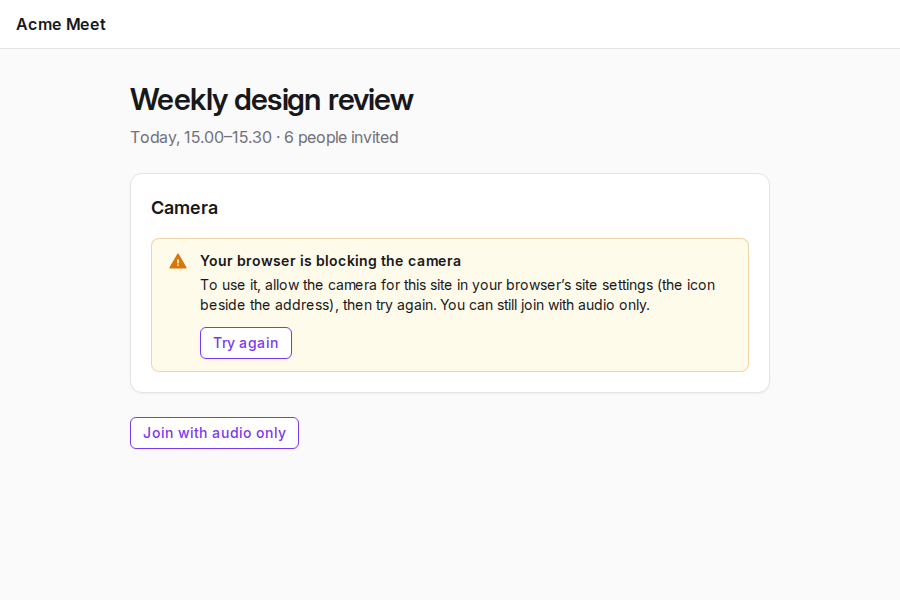 Acme Meet
Weekly design review
Today, 15.00–15.30 · 6 people invited
Camera
Your browser is blocking the camera
To use it, allow the camera for this site in your browser’s site settings (the icon
beside the address), then try again. You can still join with audio only.
Try again
Join with audio only